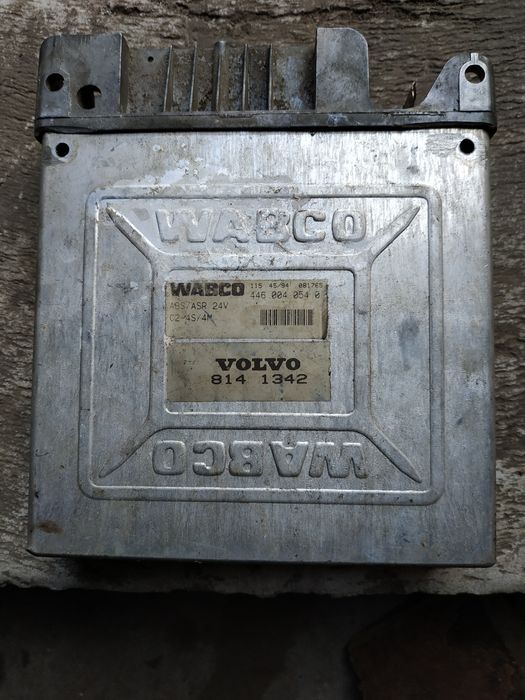 WABCO
WABCO 115 45/94 081765
446 004 054 0
ABS/ASR 24V
C2-4S/4M
VOLVO
814 1342
WABCO